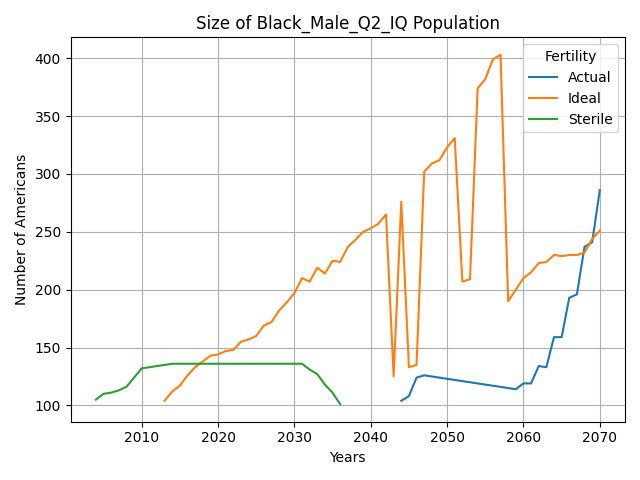 Size of Black_Male_Q2_IQ Population
Fertility
Actual
Ideal
Sterile
Number of Americans
400
350
300
250
200
150
100
2010
2020
2030
2040
2050
2060
2070
Years